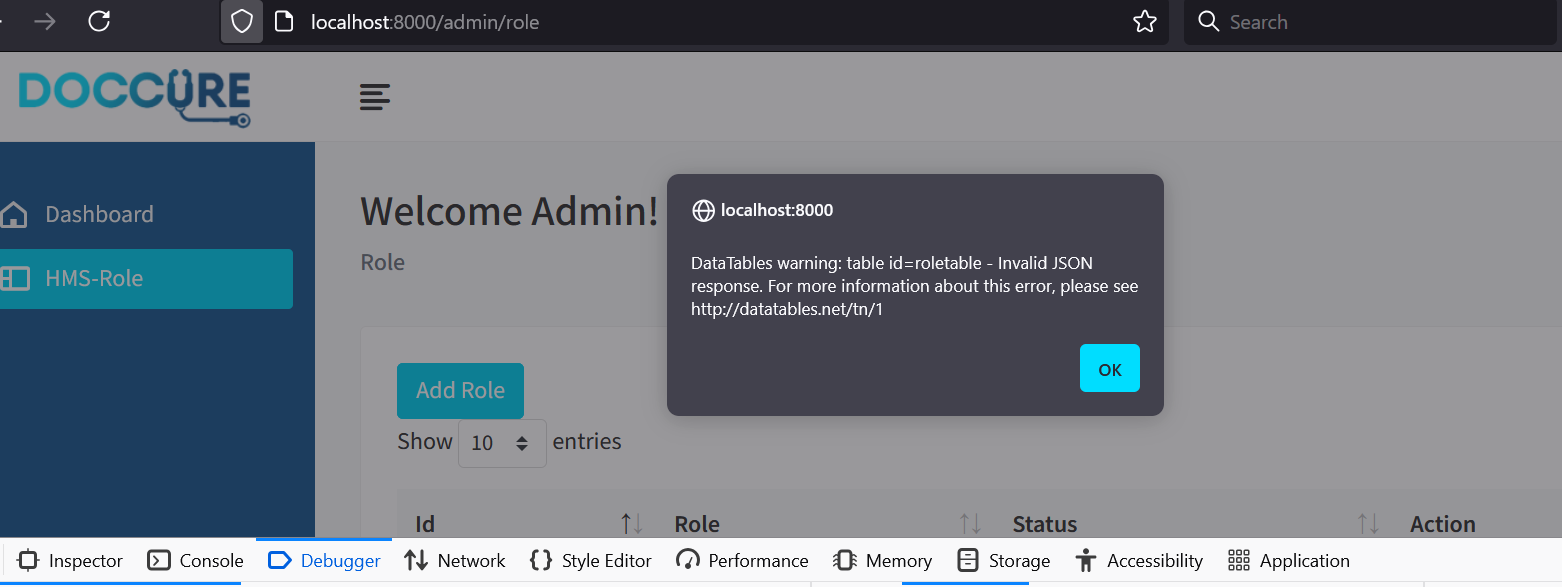 localhost:8000/admin/role
Search
DOCCURE
Dashboard
HMS-Role
Welcome Admin!
Role
localhost:8000
DataTables warning: table id=roletable - Invalid JSON
response. For more information about this error, please see
http://datatables.net/tn/1
OK
Add Role
Show 10 entries
Id Role Status Action
Inspector Console Debugger Network Style Editor Performance Memory Storage Accessibility Application